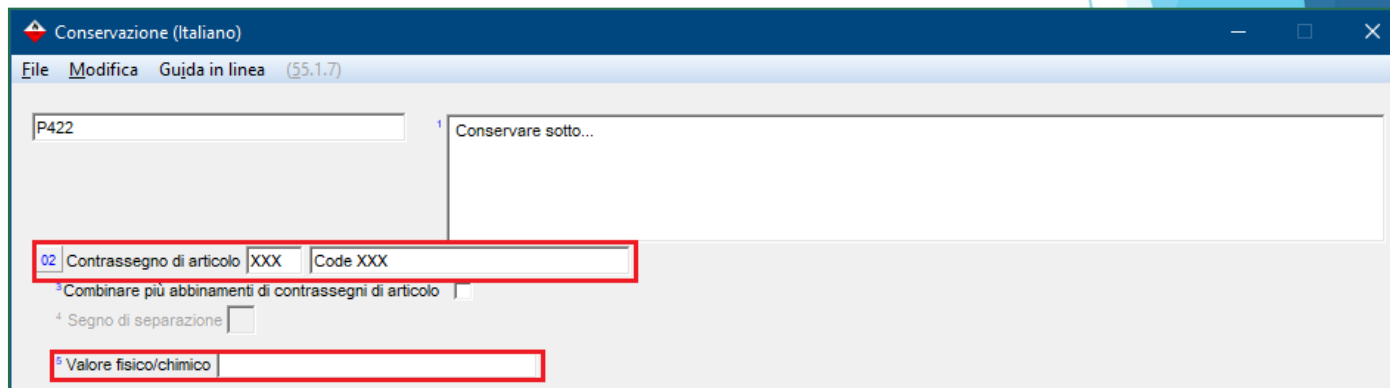 Conservazione (Italiano)
File Modifica Guida in linea (55.1.7)
P422
1 Conservare sotto...
02 Contrassegno di articolo XXX Code XXX
3 Combinare più abbinamenti di contrassegni di articolo
4 Segno di separazione
5 Valore fisico/chimico